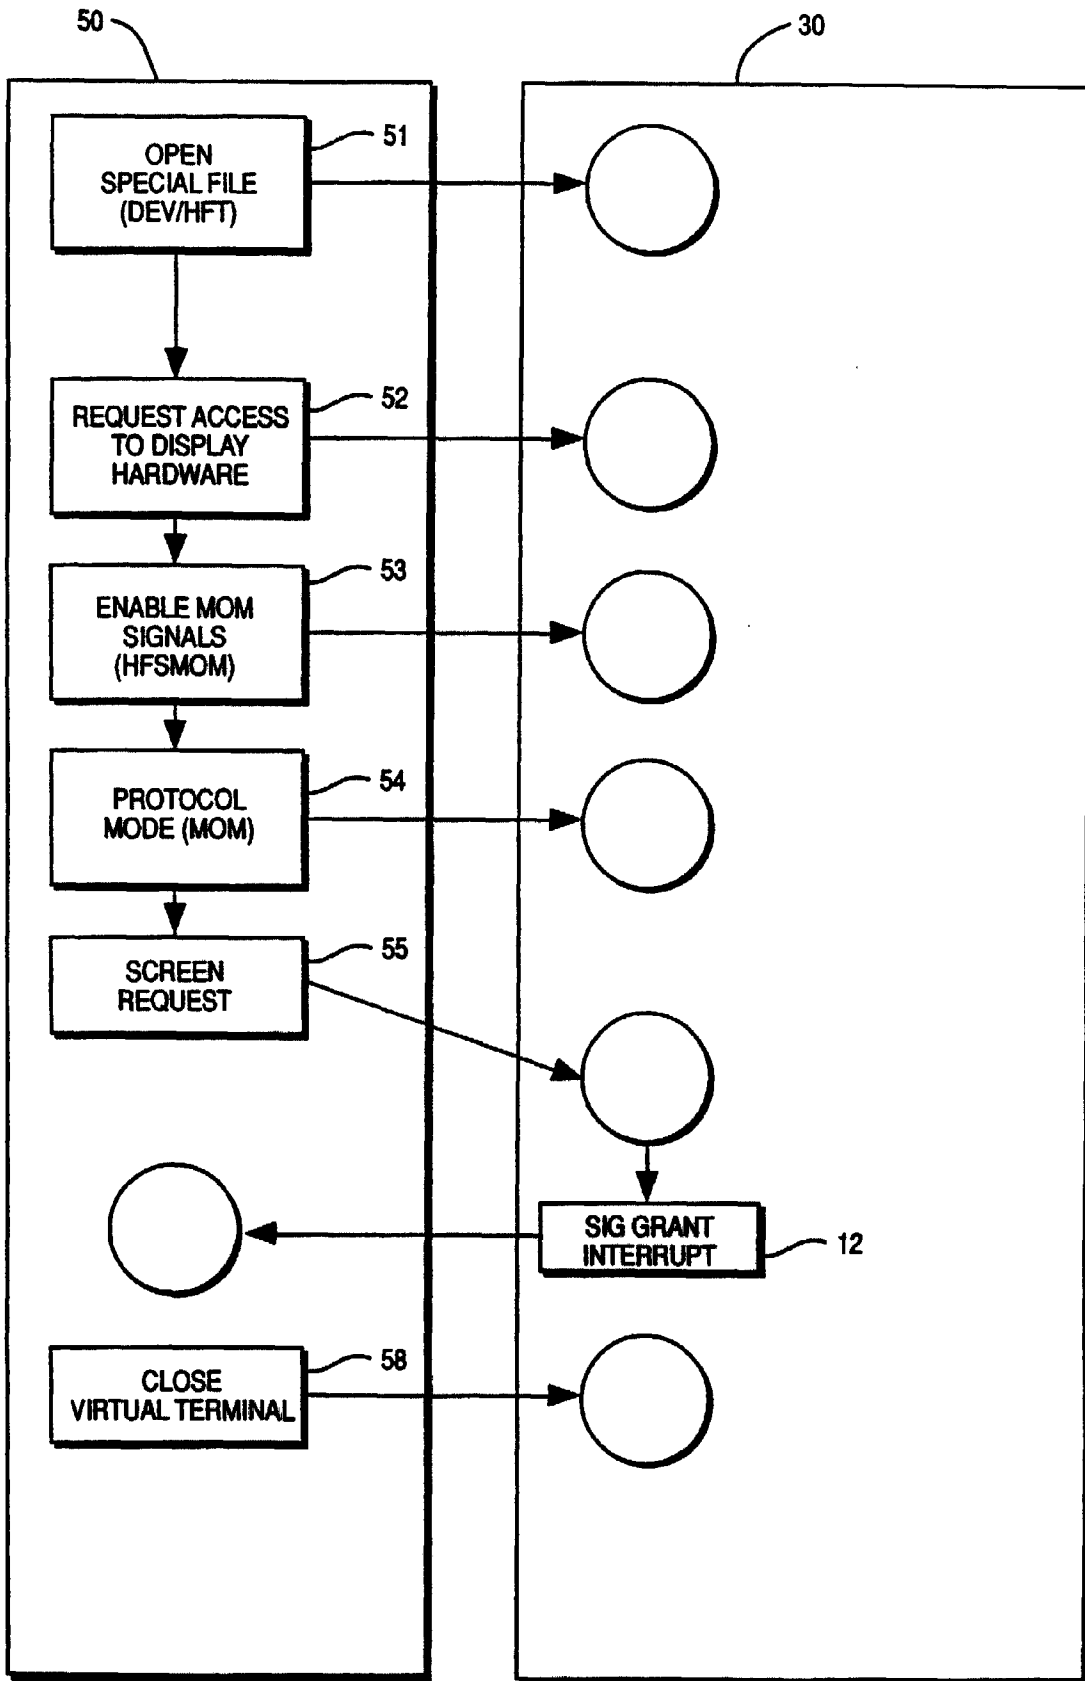 50
30
OPEN
SPECIAL FILE
(DEV/HFT)
51
REQUEST ACCESS
TO DISPLAY
HARDWARE
52
ENABLE MOM
SIGNALS
(HFSMOM)
53
PROTOCOL
MODE (MOM)
54
SCREEN
REQUEST
55
SIG GRANT
INTERRUPT
12
CLOSE
VIRTUAL TERMINAL
58